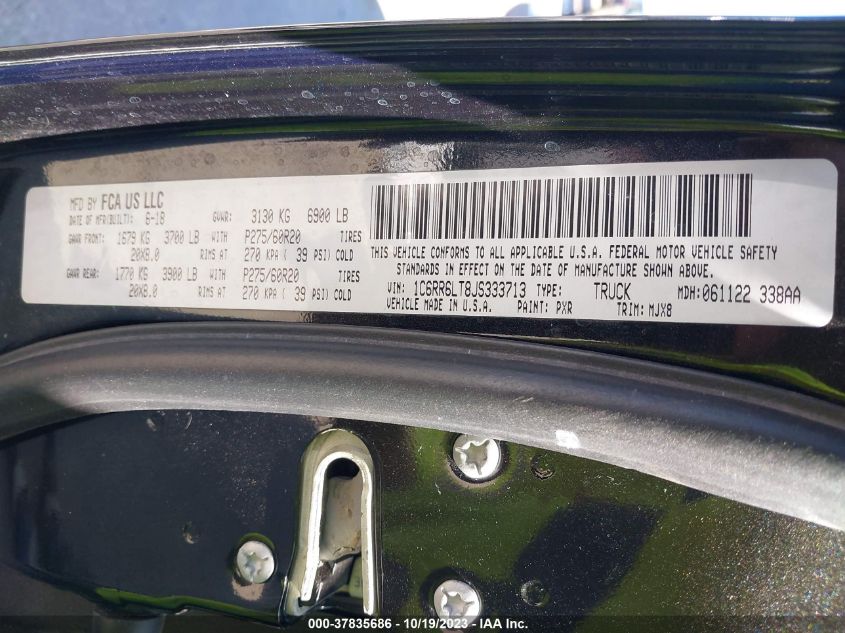 MFD BY FCA US LLC
DATE OF MFR(BUILT): 6-18 GVWR: 3130 KG 6900 LB
GAWR FRONT: 1679 KG 3700 LB WITH P275/60R20 TIRES
20X8.0 RIMS AT 270 KPA ( 39 PSI) COLD
GAWR REAR: 1770 KG 3900 LB WITH P275/60R20 TIRES
20X8.0 RIMS AT 270 KPA ( 39 PSI) COLD
THIS VEHICLE CONFORMS TO ALL APPLICABLE U.S.A. FEDERAL MOTOR VEHICLE SAFETY
STANDARDS IN EFFECT ON THE DATE OF MANUFACTURE SHOWN ABOVE.
VIN: 1C6RR6LT8JS333713 TYPE: TRUCK MDH:061122 338AA
VEHICLE MADE IN U.S.A. PAINT: PXR TRIM: MJX8
000-37835686 - 10/19/2023 - IAA Inc.